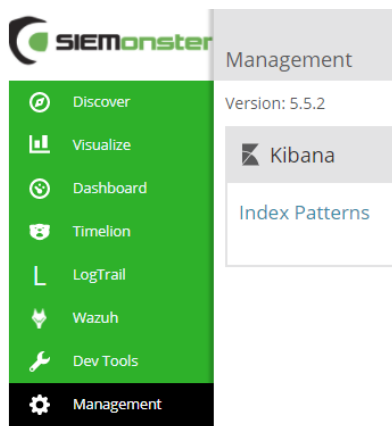 SIEMonster
Management
Version: 5.5.2
Kibana
Index Patterns
Discover
Visualize
Dashboard
Timelion
L LogTrail
Wazuh
Dev Tools
Management